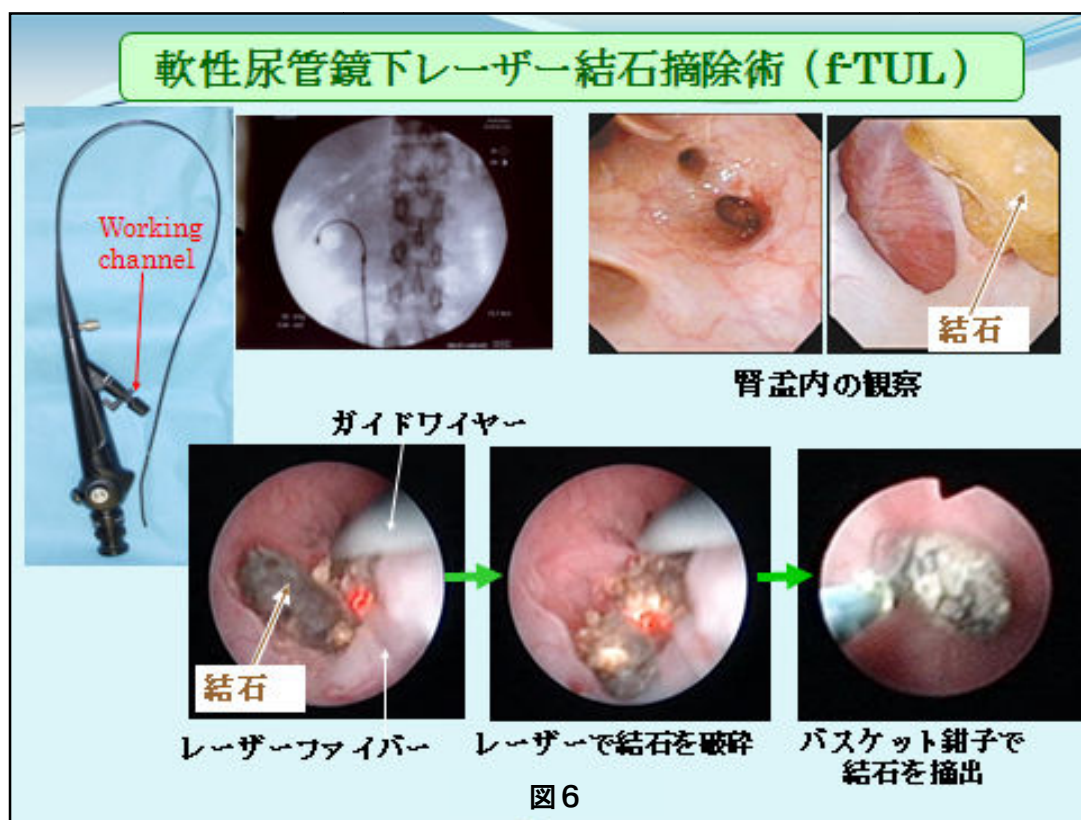 軟性尿管鏡下レーザー結石摘除術（f-TUL）
Working
channel
結石
腎盂内の観察
ガイドワイヤー
結石
レーザーファイバー
レーザーで結石を破砕
バスケット鉗子で
結石を摘出
図6